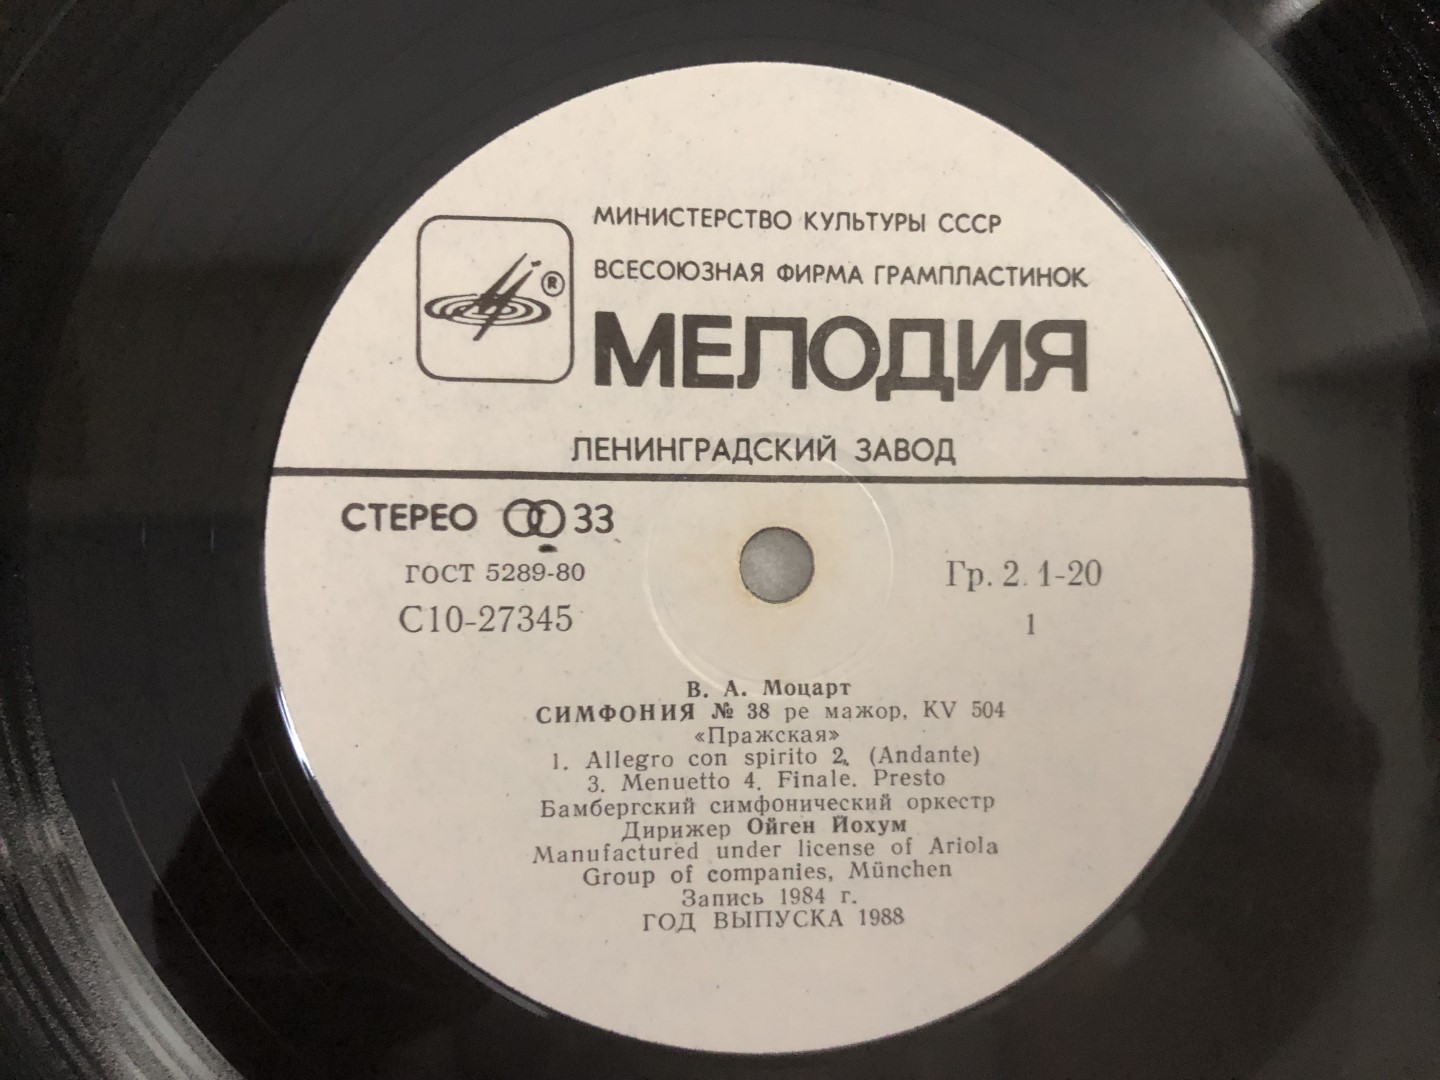 МИНИСТЕРСТВО КУЛЬТУРЫ СССР
ВСЕСОЮЗНАЯ ФИРМА ГРАМПЛАСТИНОК
®
МЕЛОДИЯ
ЛЕНИНГРАДСКИЙ ЗАВОД
СТЕРЕО 33
ГОСТ 5289-80
Гр. 2. 1-20
С10-27345
1
В. А. Моцарт
СИМФОНИЯ № 38 ре мажор, KV 504
«Пражская»
1. Allegro con spirito 2. (Andante)
3. Menuetto 4. Finale. Presto
Бамбергский симфонический оркестр
Дирижер Ойген Йохум
Manufactured under license of Ariola
Group of companies, München
Запись 1984 г.
ГОД ВЫПУСКА 1988